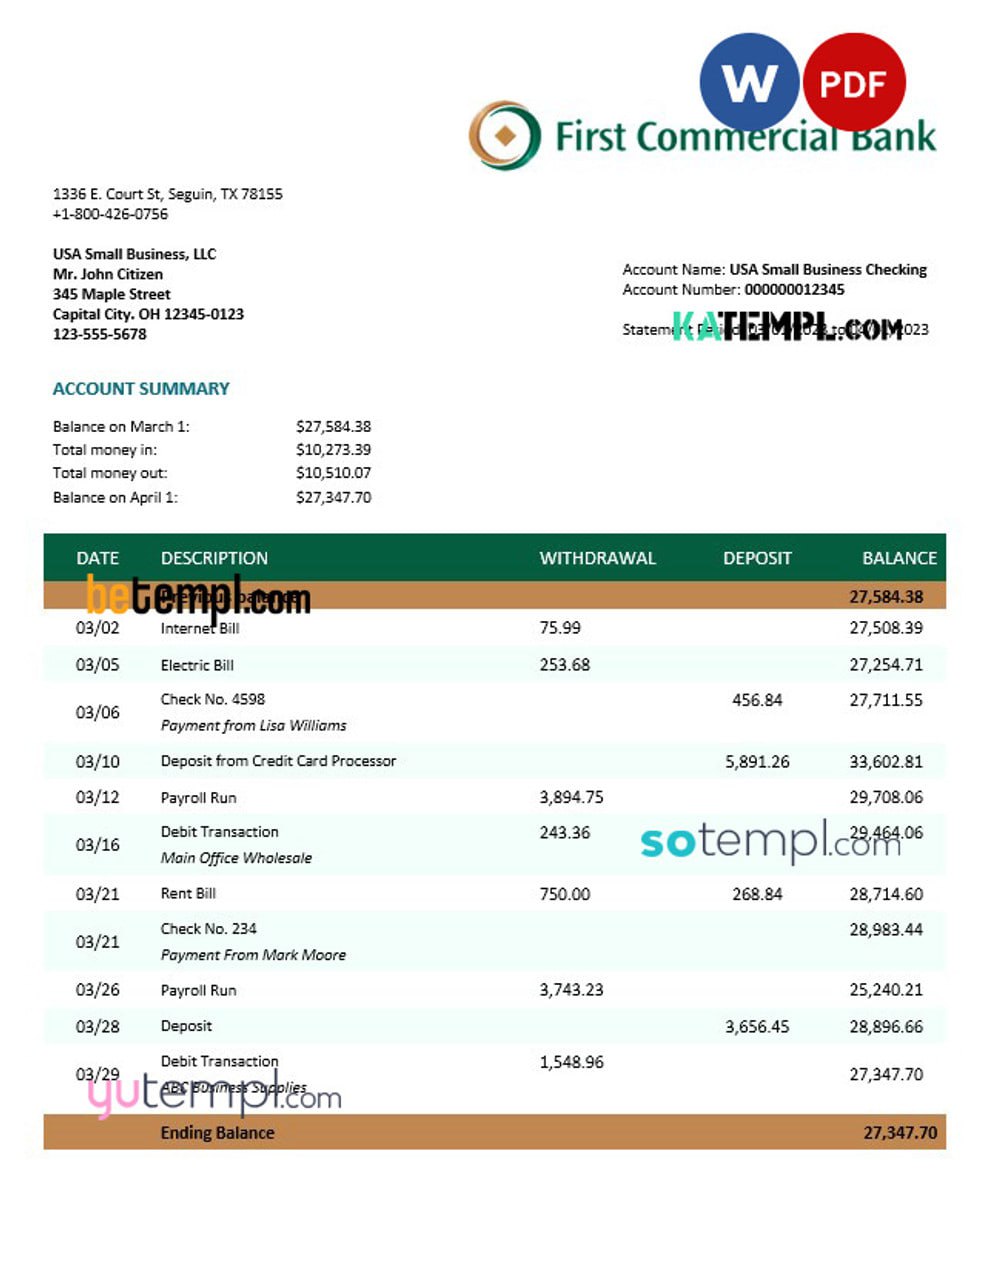 W PDF
First Commercial Bank
1336 E. Court St, Seguin, TX 78155
+1-800-426-0756
USA Small Business, LLC
Mr. John Citizen
345 Maple Street
Capital City. OH 12345-0123
123-555-5678
Account Name: USA Small Business Checking
Account Number: 000000012345
Statement Period: 03/01/2023 to 2023
KATEMPL.COM
ACCOUNT SUMMARY
Balance on March 1: $27,584.38
Total money in: $10,273.39
Total money out: $10,510.07
Balance on April 1: $27,347.70
DATE DESCRIPTION WITHDRAWAL DEPOSIT BALANCE
Previous balance 27,584.38
betempl.com
03/02 Internet Bill 75.99 27,508.39
03/05 Electric Bill 253.68 27,254.71
03/06 Check No. 4598 456.84 27,711.55
Payment from Lisa Williams
03/10 Deposit from Credit Card Processor 5,891.26 33,602.81
03/12 Payroll Run 3,894.75 29,708.06
03/16 Debit Transaction 243.36 29,464.06
Main Office Wholesale
sotempl.com
03/21 Rent Bill 750.00 268.84 28,714.60
03/21 Check No. 234 28,983.44
Payment From Mark Moore
03/26 Payroll Run 3,743.23 25,240.21
03/28 Deposit 3,656.45 28,896.66
03/29 Debit Transaction 1,548.96 27,347.70
ABC Business Supplies
yutempl.com
Ending Balance 27,347.70